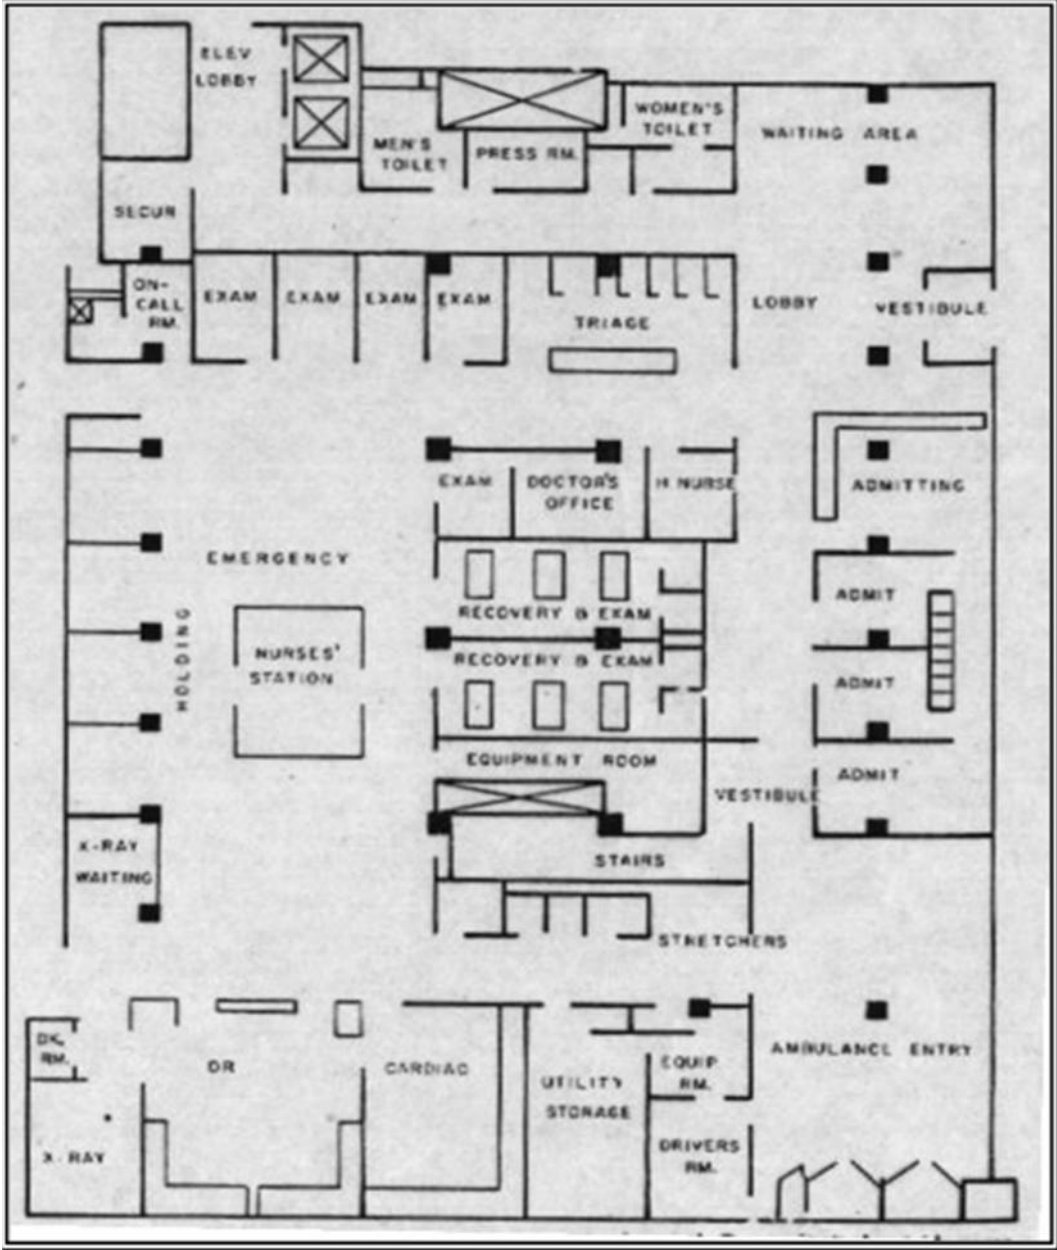 ELEV
LOBBY
MEN'S
TOILET
PRESS RM.
WOMEN'S
TOILET
WAITING AREA
SECUR
ON-
CALL
RM.
EXAM
EXAM
EXAM
EXAM
TRIAGE
LOBBY
VESTIBULE
EXAM
DOCTOR'S
OFFICE
H. NURSE
ADMITTING
EMERGENCY
HOLDING
NURSES'
STATION
RECOVERY & EXAM
RECOVERY & EXAM
ADMIT
ADMIT
EQUIPMENT ROOM
VESTIBULE
ADMIT
X-RAY
WAITING
STAIRS
STRETCHERS
DK.
RM.
OR
CARDIAC
UTILITY
STORAGE
EQUIP.
RM.
AMBULANCE ENTRY
X-RAY
DRIVERS
RM.